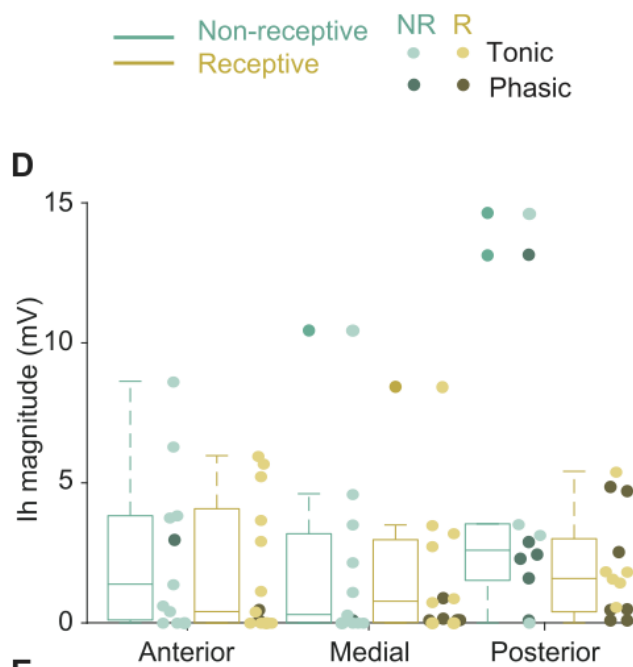 Non-receptive
Receptive
NR R
Tonic
Phasic
D
Ih magnitude (mV)
15
10
5
0
Anterior Medial Posterior